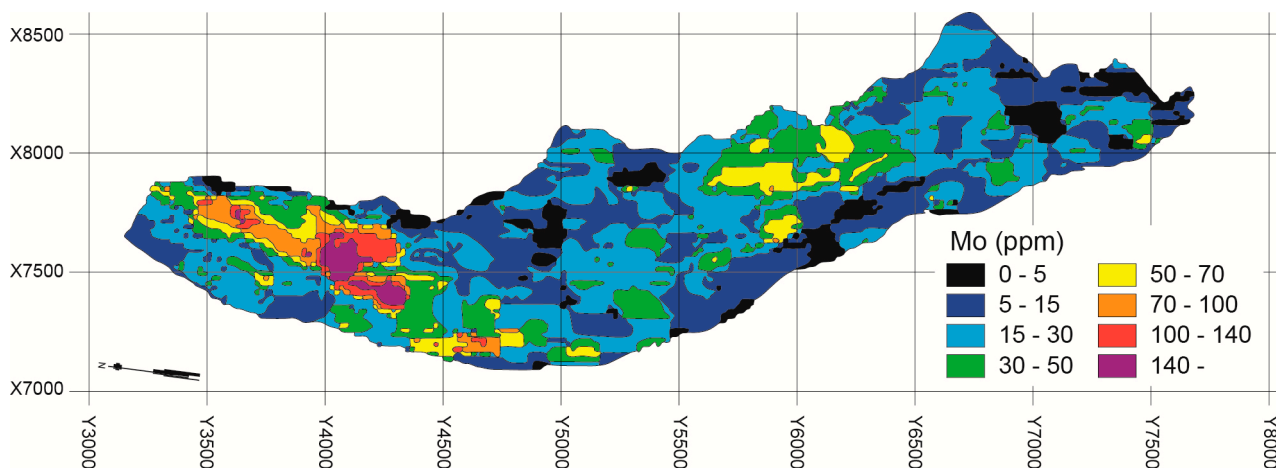 X8500
X8000
X7500
X7000
N
Mo (ppm)
0 - 5
5 - 15
15 - 30
30 - 50
50 - 70
70 - 100
100 - 140
140 -
Y3000
Y3500
Y4000
Y4500
Y5000
Y5500
Y6000
Y6500
Y7000
Y7500
Y8000